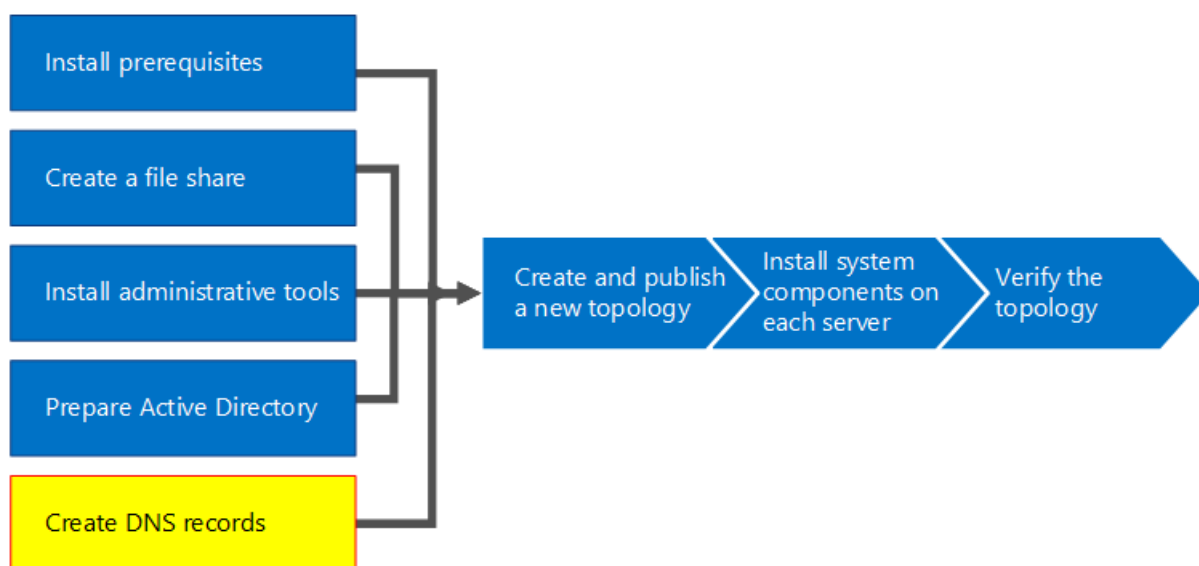 Install prerequisites
Create a file share
Install administrative tools
Prepare Active Directory
Create DNS records
Create and publish
a new topology
Install system
components on
each server
Verify the
topology